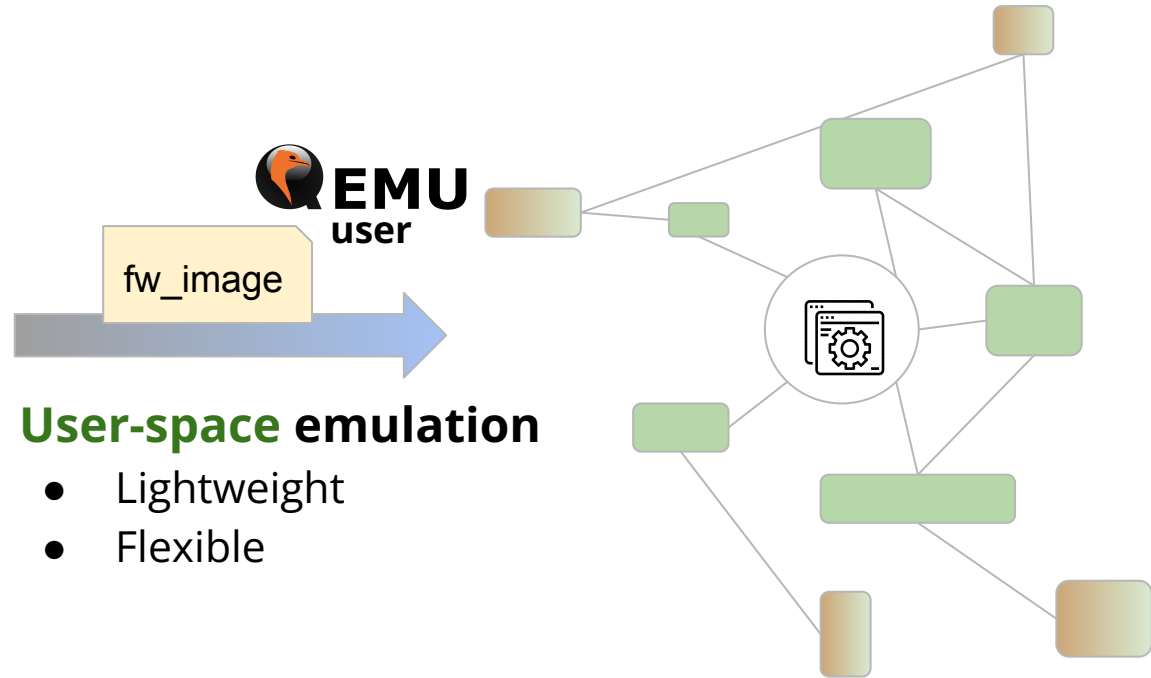 QEMU
user
fw_image
User-space emulation
● Lightweight
● Flexible